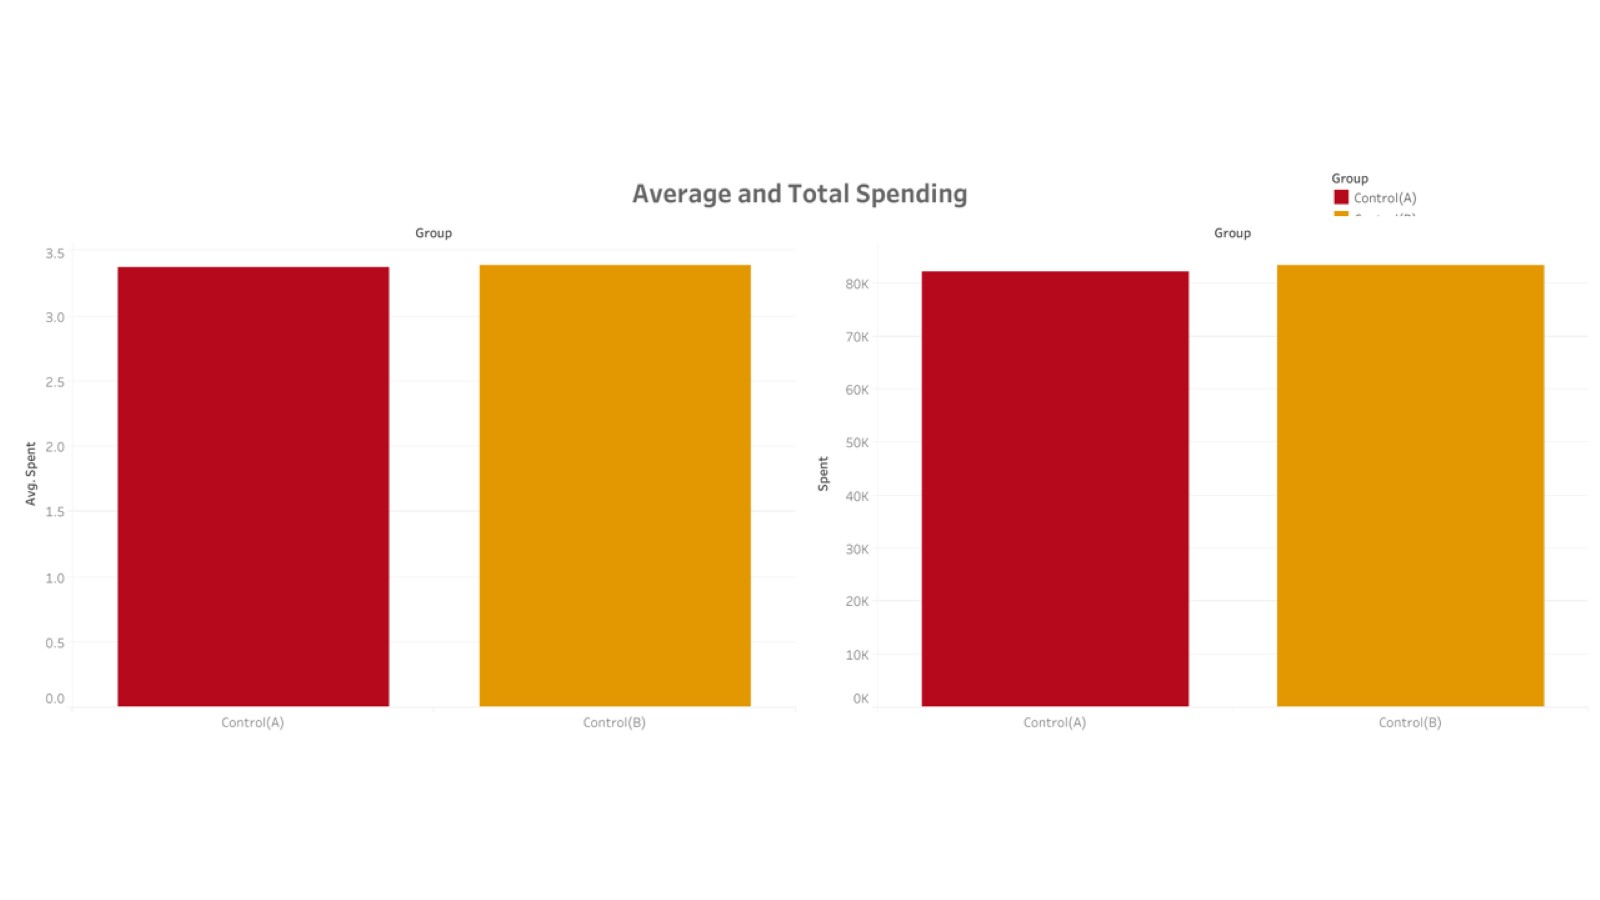 Average and Total Spending
Group
Control(A)
Group
3.5
3.0
2.5
2.0
1.5
1.0
0.5
0.0
Avg. Spent
Control(A)
Control(B)
Group
80K
70K
60K
50K
40K
30K
20K
10K
0K
Spent
Control(A)
Control(B)